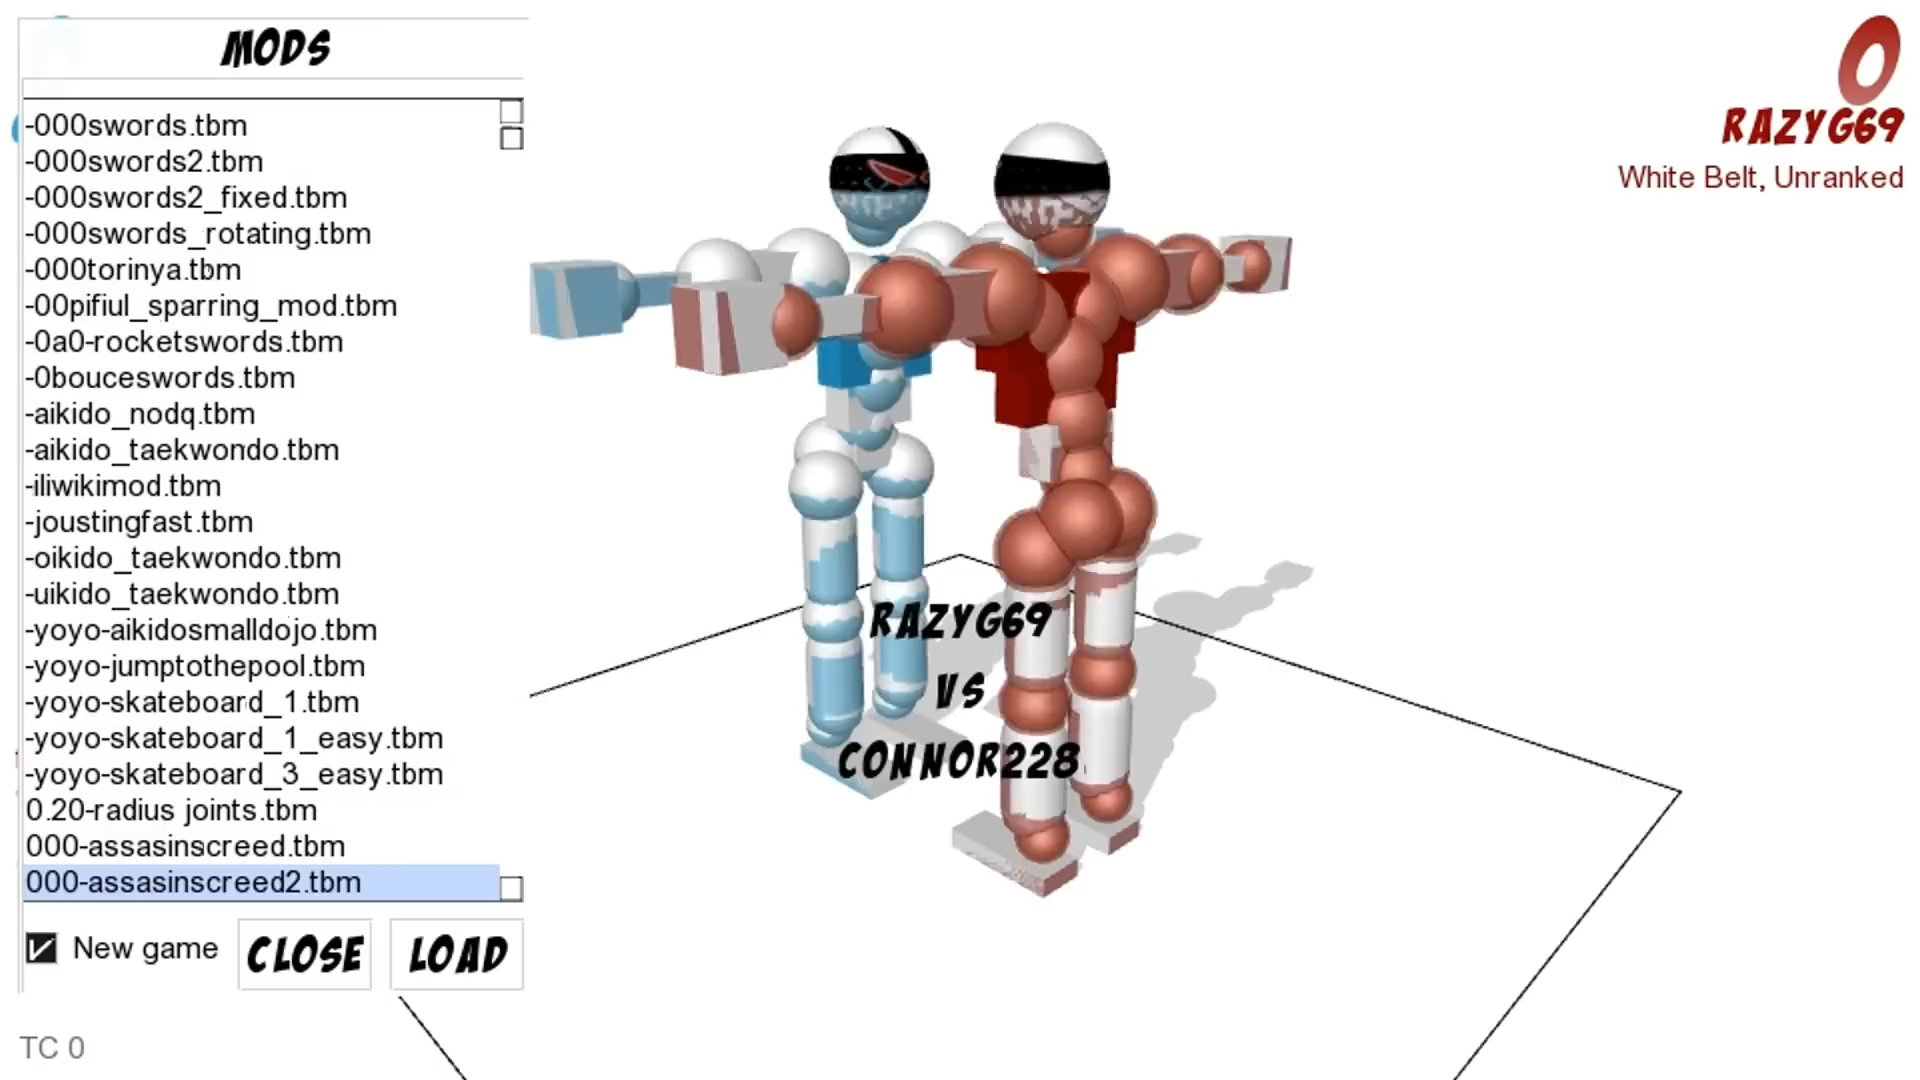 MODS
-000swords.tbm
-000swords2.tbm
-000swords2_fixed.tbm
-000swords_rotating.tbm
-000torinya.tbm
-00pifiul_sparring_mod.tbm
-0a0-rocketswords.tbm
-0bouceswords.tbm
-aikido_nodq.tbm
-aikido_taekwondo.tbm
-iliwikimod.tbm
-joustingfast.tbm
-oikido_taekwondo.tbm
-uikido_taekwondo.tbm
-yoyo-aikidosmalldojo.tbm
-yoyo-jumptothepool.tbm
-yoyo-skateboard_1.tbm
-yoyo-skateboard_1_easy.tbm
-yoyo-skateboard_3_easy.tbm
0.20-radius joints.tbm
000-assasinscreed.tbm
000-assasinscreed2.tbm
New game
CLOSE
LOAD
TC 0
RAZYG69
VS
CONNOR228
0
RAZYG69
White Belt, Unranked